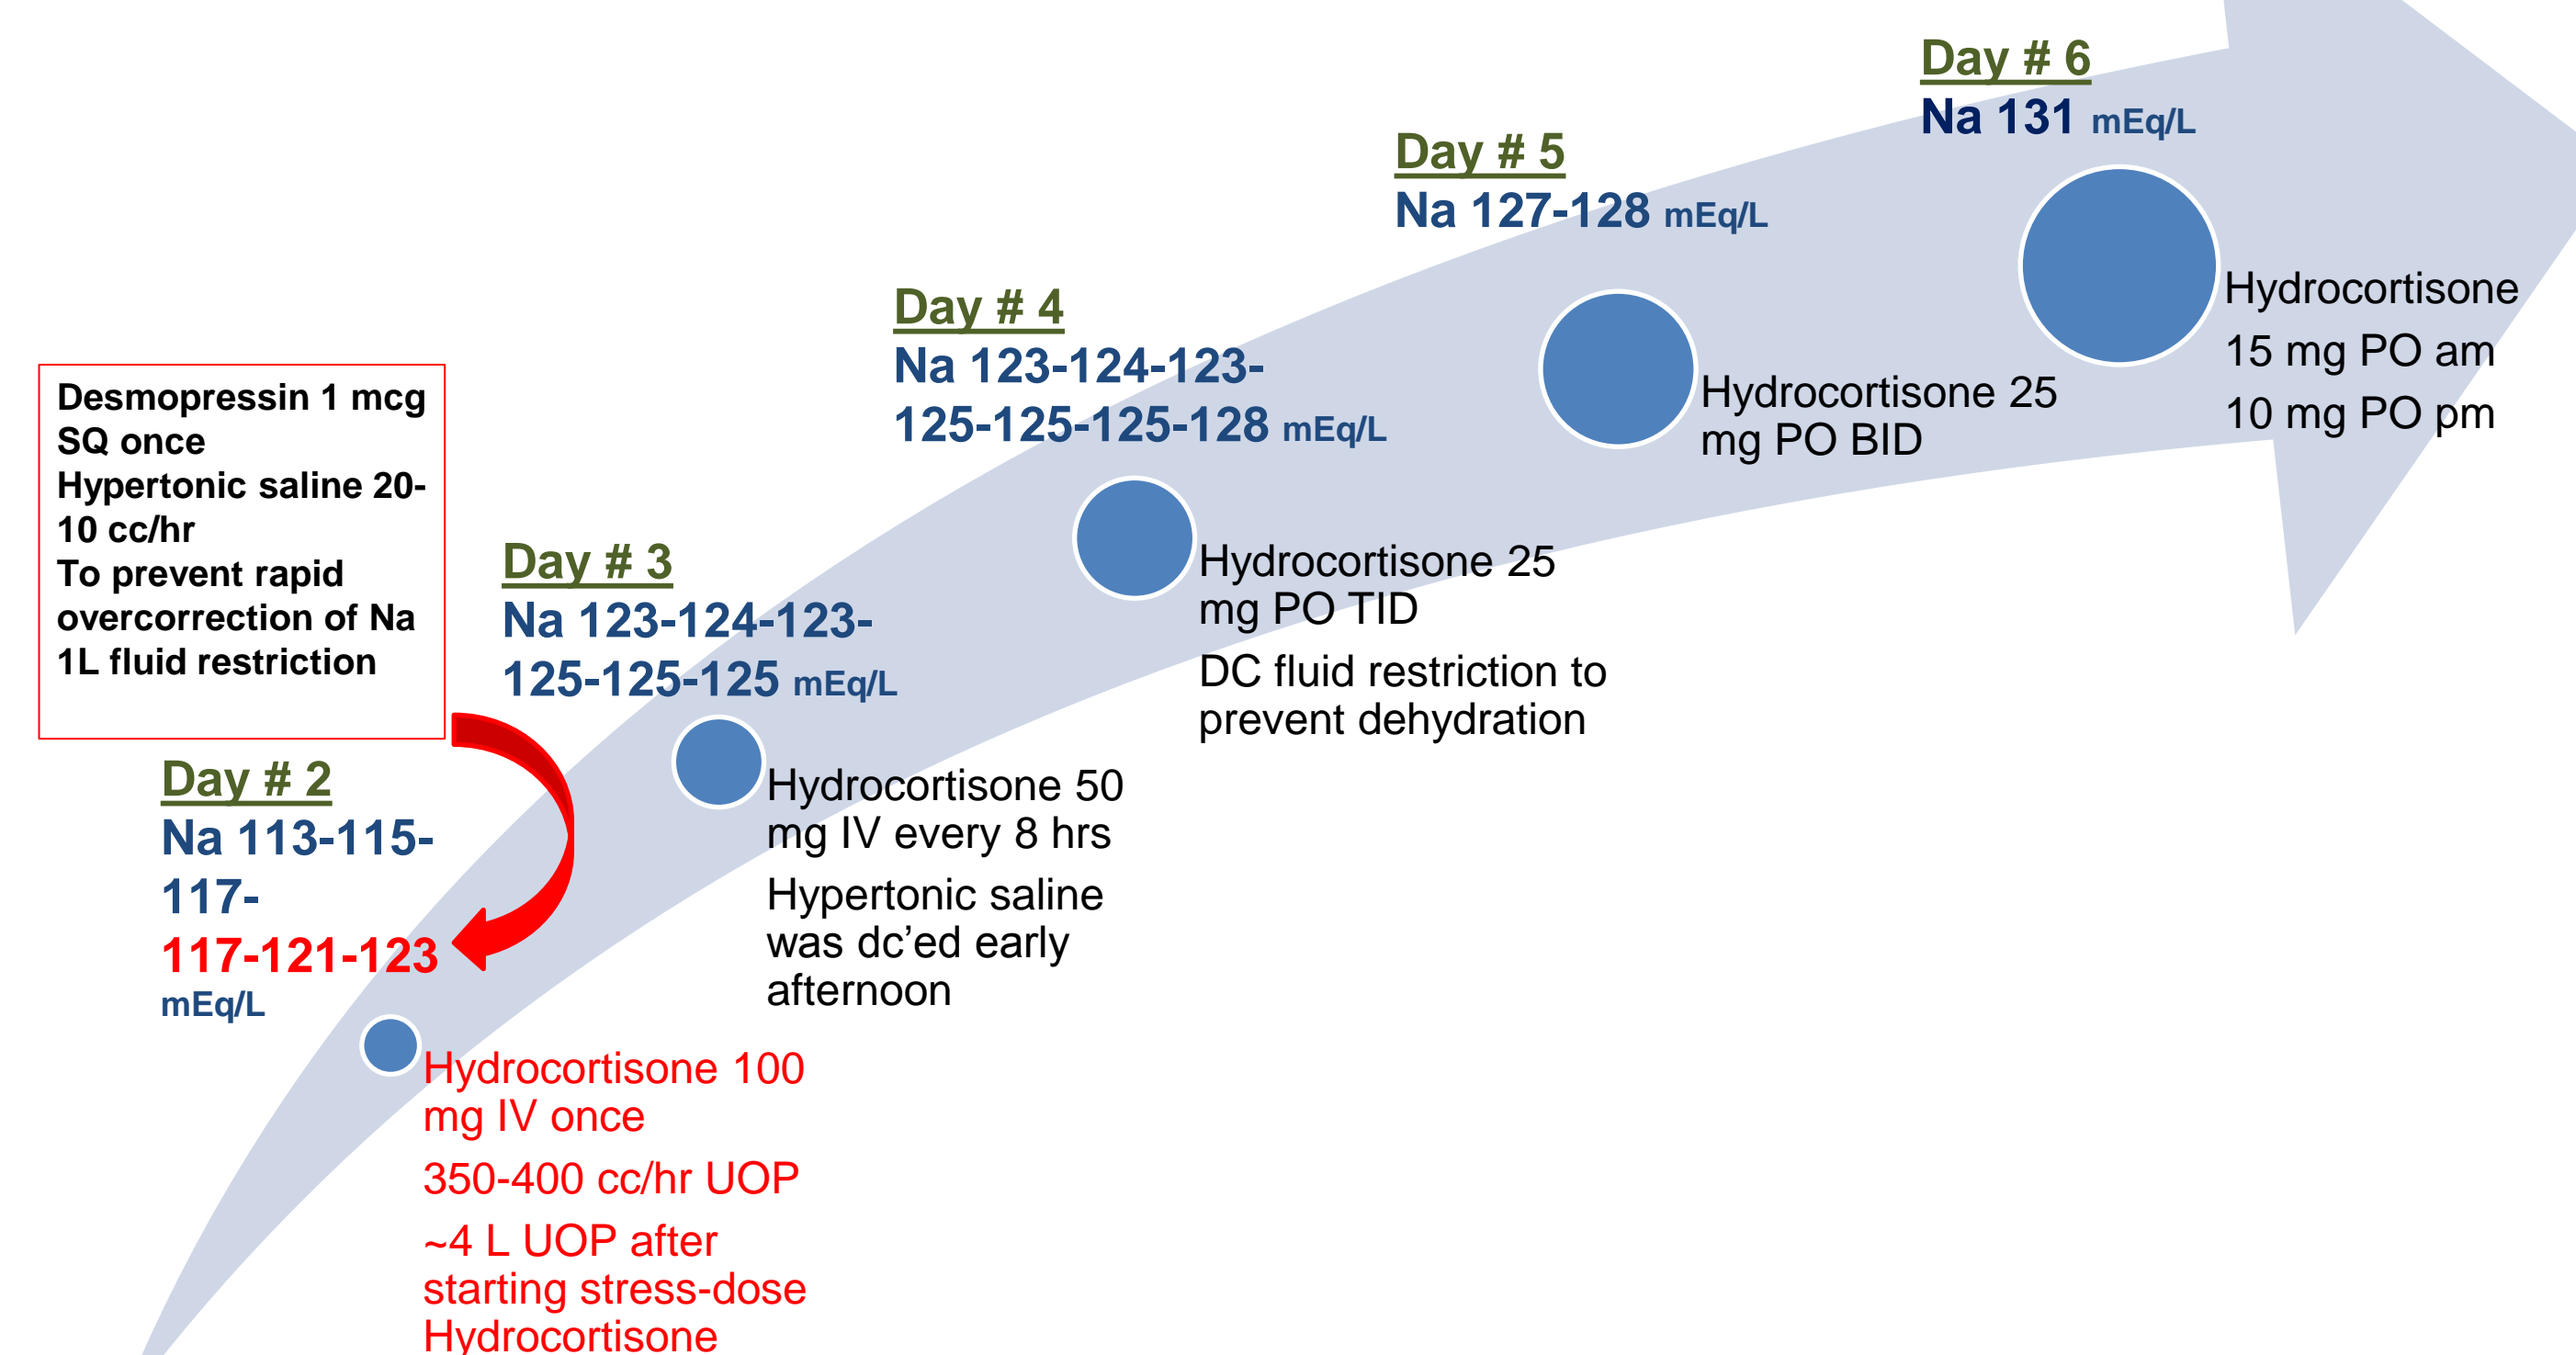 Desmopressin 1 mcg
SQ once
Hypertonic saline 20-
10 cc/hr
To prevent rapid
overcorrection of Na
1L fluid restriction
Day # 2
Na 113-115-
117-
117-121-123
mEq/L
Hydrocortisone 100
mg IV once
350-400 cc/hr UOP
~4 L UOP after
starting stress-dose
Hydrocortisone
Day # 3
Na 123-124-123-
125-125-125 mEq/L
Hydrocortisone 50
mg IV every 8 hrs
Hypertonic saline
was dc’ed early
afternoon
Day # 4
Na 123-124-123-
125-125-125-128 mEq/L
Hydrocortisone 25
mg PO TID
DC fluid restriction to
prevent dehydration
Day # 5
Na 127-128 mEq/L
Hydrocortisone 25
mg PO BID
Day # 6
Na 131 mEq/L
Hydrocortisone
15 mg PO am
10 mg PO pm